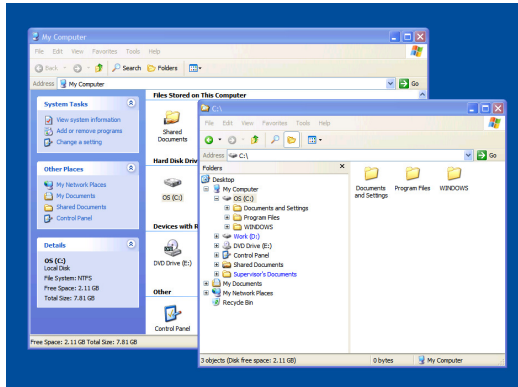 My Computer
File Edit View Favorites Tools Help
Back Search Folders
Address My Computer Go
System Tasks
View system information
Add or remove programs
Change a setting
Other Places
My Network Places
My Documents
Shared Documents
Control Panel
Details
OS (C:)
Local Disk
File System: NTFS
Free Space: 2.11 GB
Total Size: 7.81 GB
Files Stored on This Computer
Shared
Documents
Hard Disk Driv
OS (C:)
Devices with R
DVD Drive (E:)
Other
Control Panel
Free Space: 2.11 GB Total Size: 7.81 GB
C:\
File Edit View Favorites Tools Help
Address C:\ Go
Folders
Desktop
My Computer
OS (C:)
Documents and Settings
Program Files
WINDOWS
Work (D:)
DVD Drive (E:)
Control Panel
Shared Documents
Supervisor's Documents
My Documents
My Network Places
Recycle Bin
Documents
and Settings
Program Files
WINDOWS
3 objects (Disk free space: 2.11 GB) 0 bytes My Computer